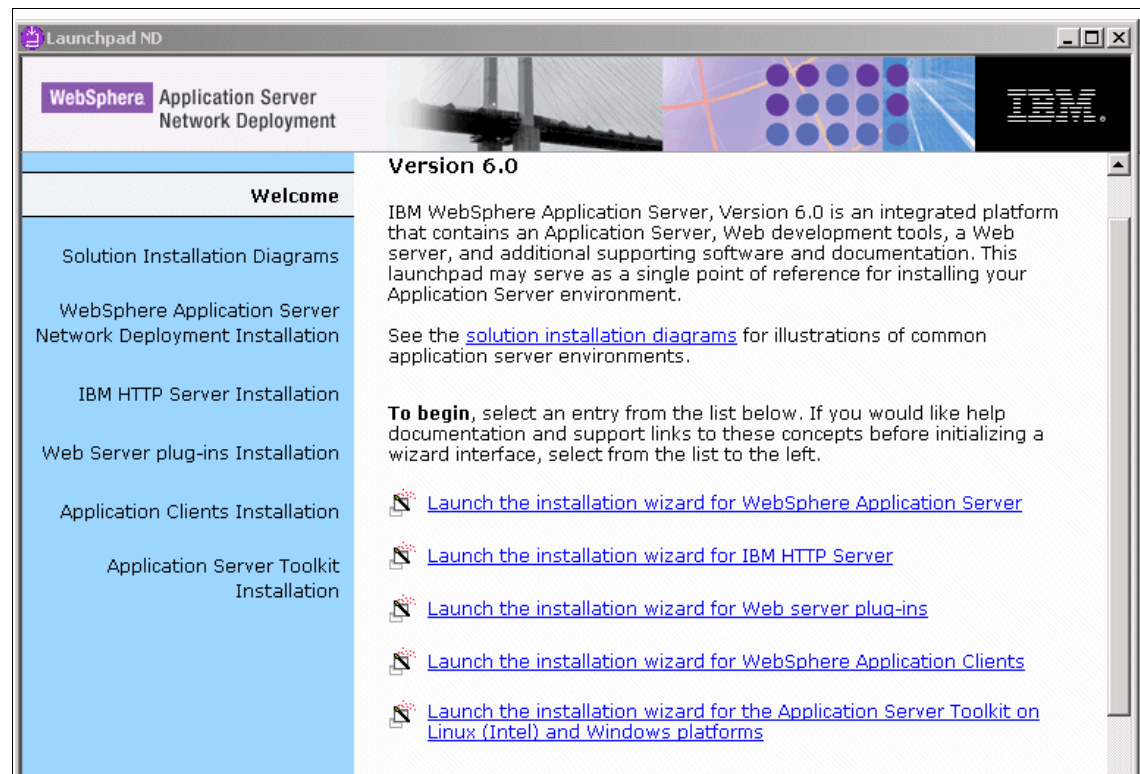 Launchpad ND
WebSphere. Application Server
Network Deployment
IBM.
Welcome
Solution Installation Diagrams
WebSphere Application Server
Network Deployment Installation
IBM HTTP Server Installation
Web Server plug-ins Installation
Application Clients Installation
Application Server Toolkit
Installation
Version 6.0
IBM WebSphere Application Server, Version 6.0 is an integrated platform
that contains an Application Server, Web development tools, a Web
server, and additional supporting software and documentation. This
launchpad may serve as a single point of reference for installing your
Application Server environment.
See the solution installation diagrams for illustrations of common
application server environments.
To begin, select an entry from the list below. If you would like help
documentation and support links to these concepts before initializing a
wizard interface, select from the list to the left.
Launch the installation wizard for WebSphere Application Server
Launch the installation wizard for IBM HTTP Server
Launch the installation wizard for Web server plug-ins
Launch the installation wizard for WebSphere Application Clients
Launch the installation wizard for the Application Server Toolkit on
Linux (Intel) and Windows platforms